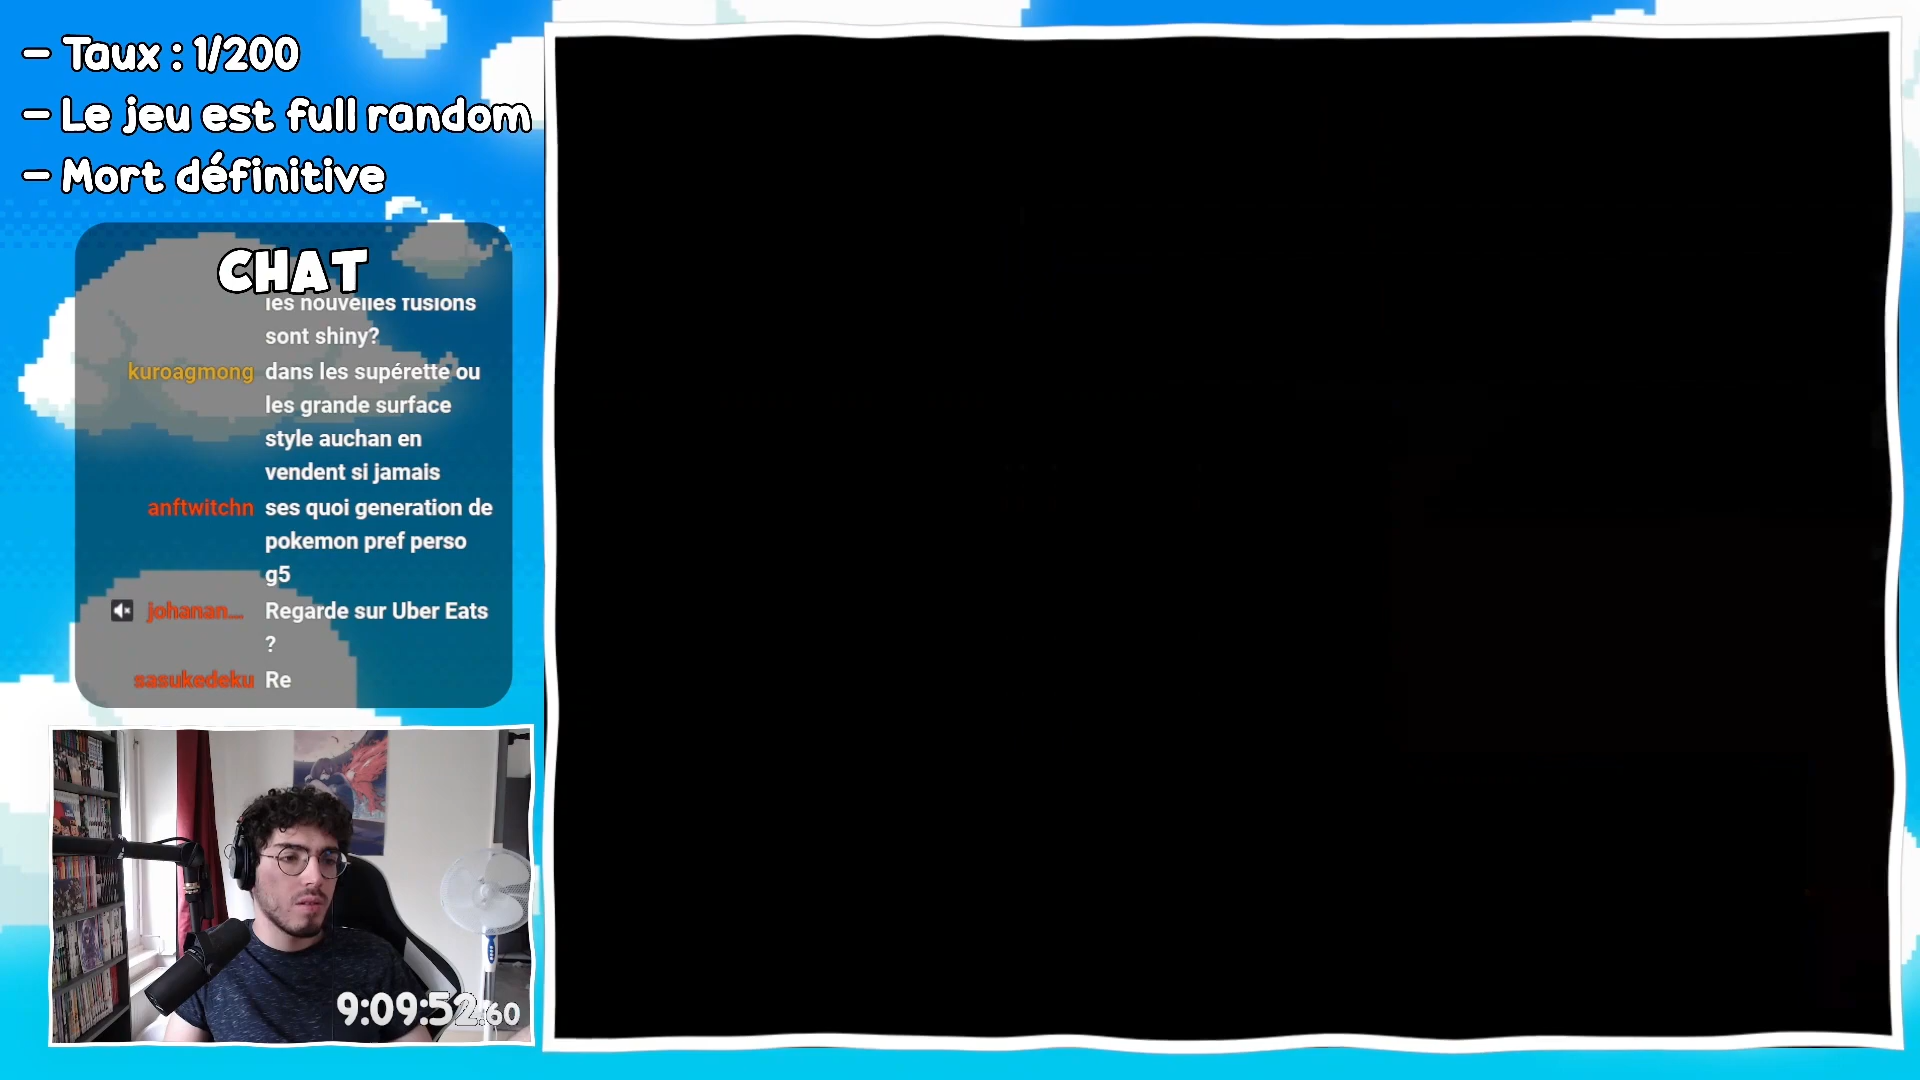 - Taux : 1/200
- Le jeu est full random
- Mort définitive
CHAT
les nouvelles fusions
sont shiny?
kuroagmong dans les supérette ou
les grande surface
style auchan en
vendent si jamais
anftwitchn ses quoi generation de
pokemon pref perso
g5
johanan... Regarde sur Uber Eats
?
sasukedeku Re
9:09:52.60